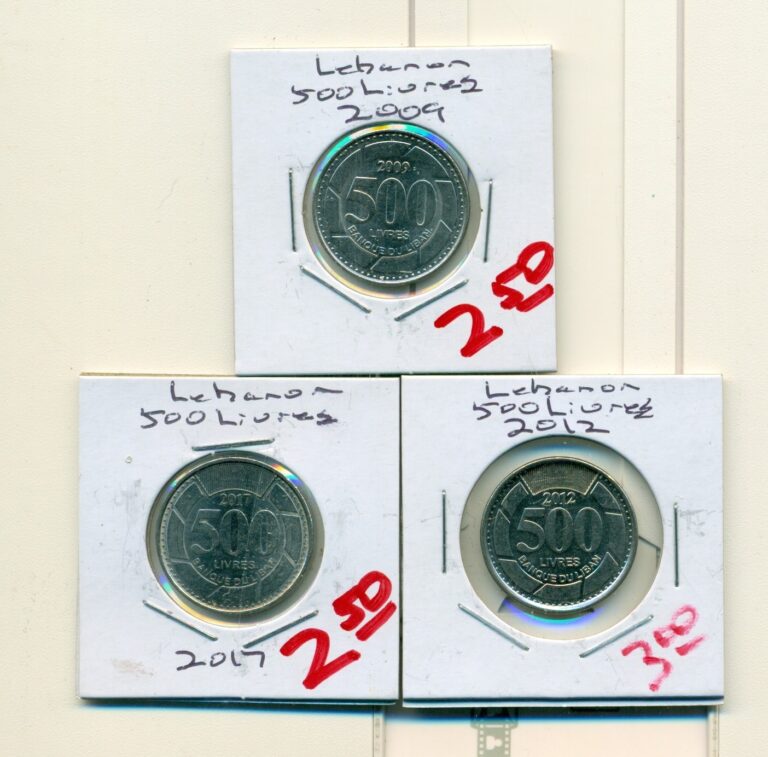 Lebanon
500 Livres
2009
2009
500
LIVRES
BANQUE DU LIBAN
2 50
Lebanon
500 Livres
2017
500
LIVRES
BANQUE DU LIBAN
2017
2 50
Lebanon
500 Livres
2012
2012
500
LIVRES
BANQUE DU LIBAN
3 00